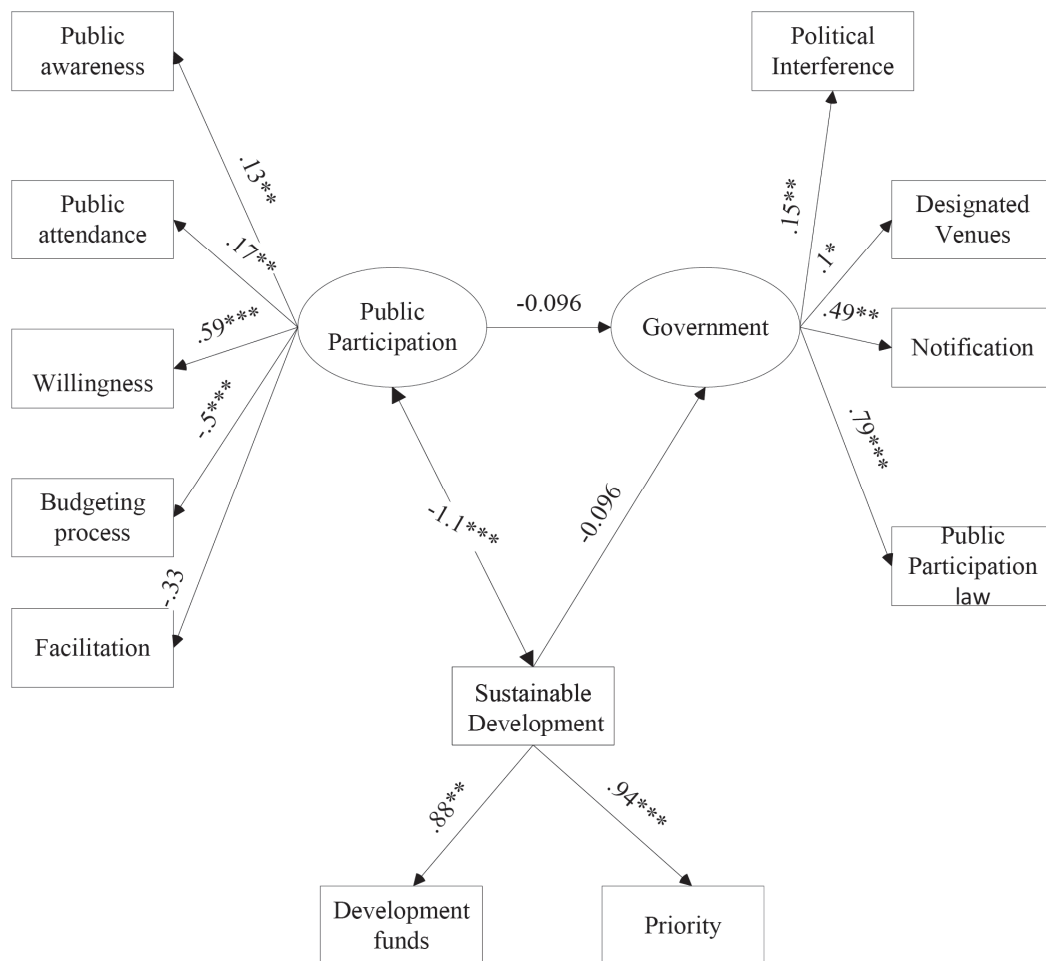 Public
awareness
Political
Interference
.13**
Public
attendance
.17**
.15**
Designated
Venues
.1*
.59***
Public
Participation
-0.096
Government
.49**
Notification
Willingness
-.5***
.79***
Budgeting
process
-1.1***
-0.096
Public
Participation
law
-.33
Facilitation
Sustainable
Development
.88**
.94***
Development
funds
Priority